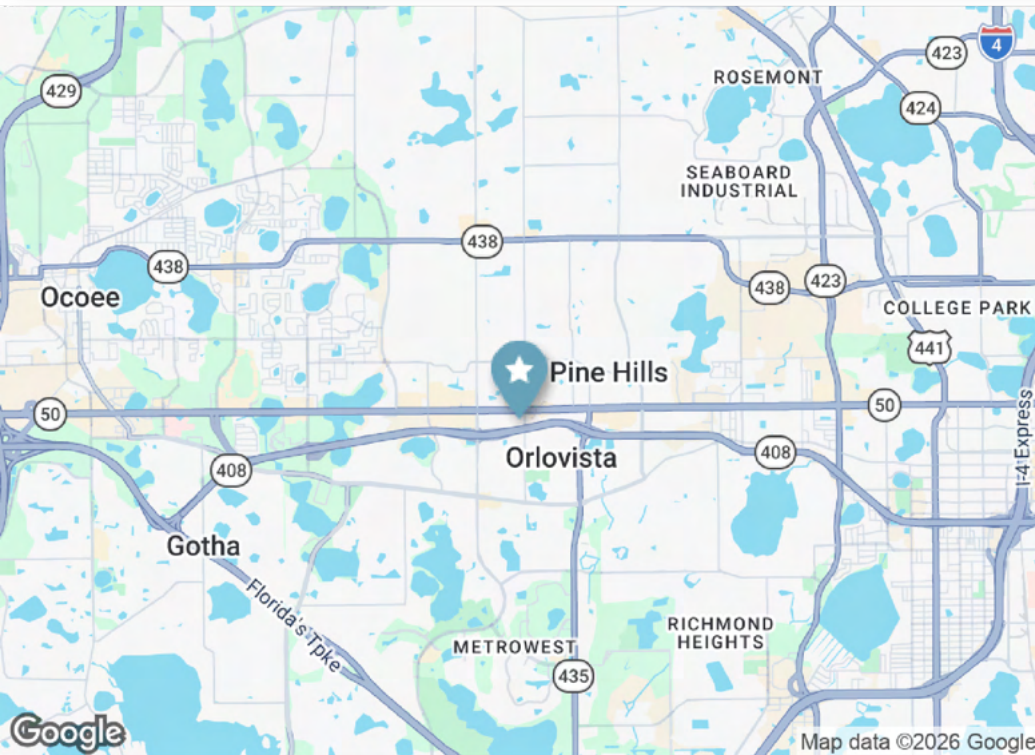 4
423
ROSEMONT
429
424
SEABOARD
INDUSTRIAL
438
438
438
423
Ocoee
COLLEGE PARK
441
Pine Hills
50
50
I-4 Express
408
Orlovista
408
Gotha
Florida's Tpke
RICHMOND
HEIGHTS
METROWEST
435
Google
Map data ©2026 Google